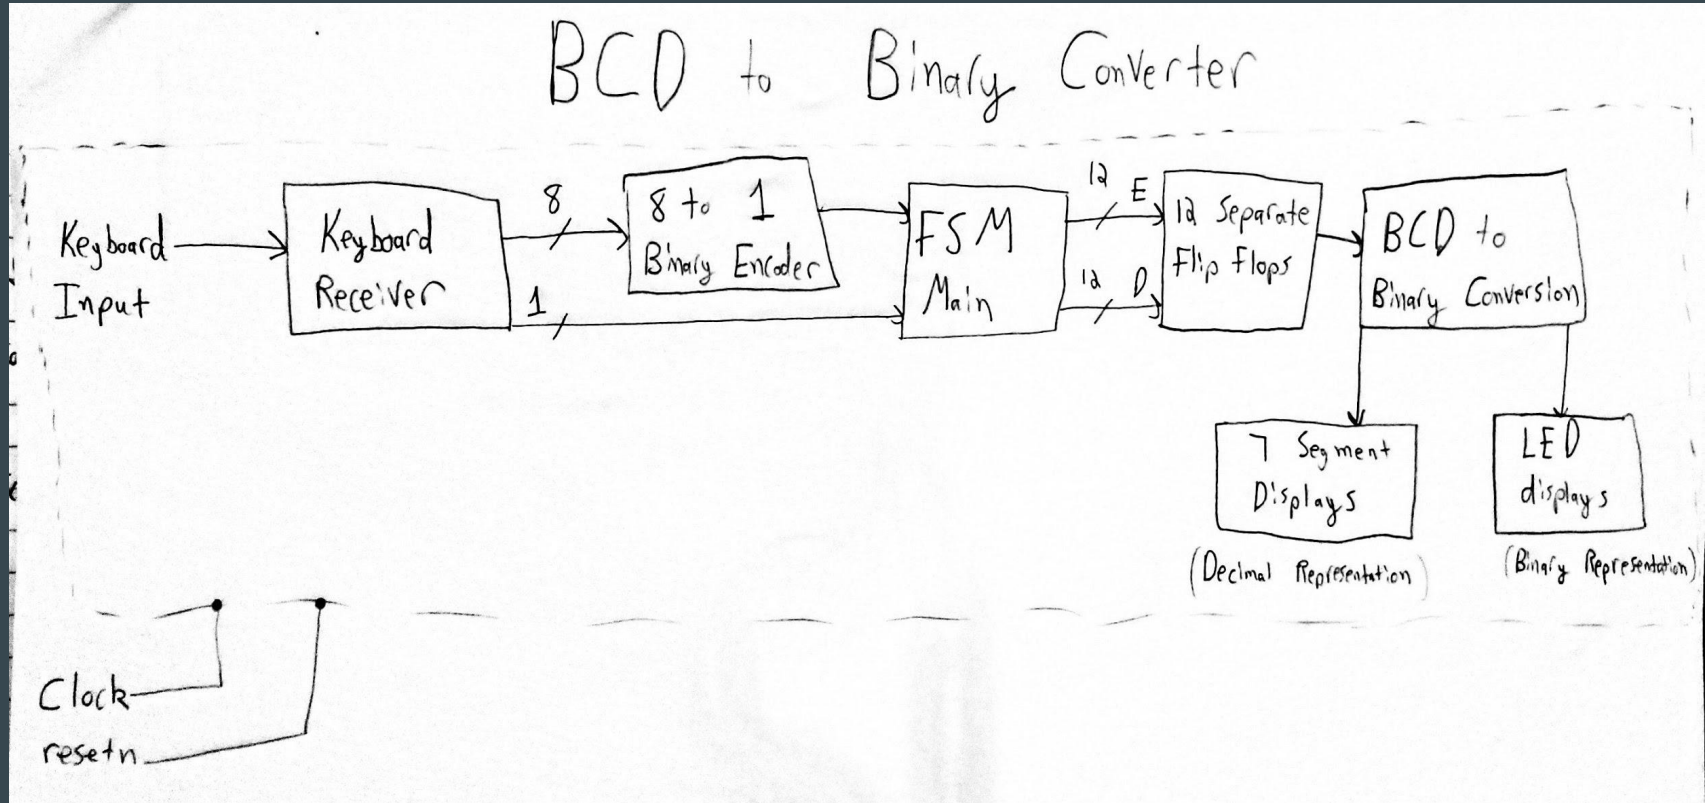 BCD to Binary Converter
Keyboard
Input
Keyboard
Receiver
8
1
8 to 1
Binary Encoder
FSM
Main
12 E
12 D
12 Separate
Flip Flops
BCD to
Binary Conversion
7 Segment
Displays
(Decimal Representation)
LED
displays
(Binary Representation)
Clock
resetn